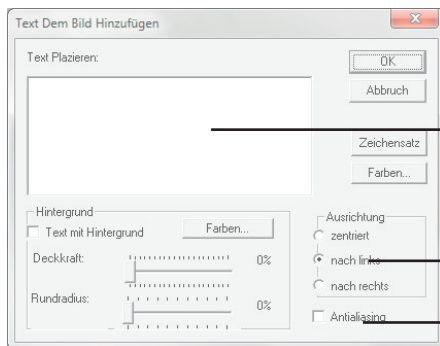 Text Dem Bild Hinzufügen
Text Plazieren:
OK
Abbruch
Zeichensatz
Farben...
Hintergrund
Text mit Hintergrund
Farben...
Deckkraft:
0%
Rundradius:
0%
Ausrichtung
zentriert
nach links
nach rechts
Antialiasing